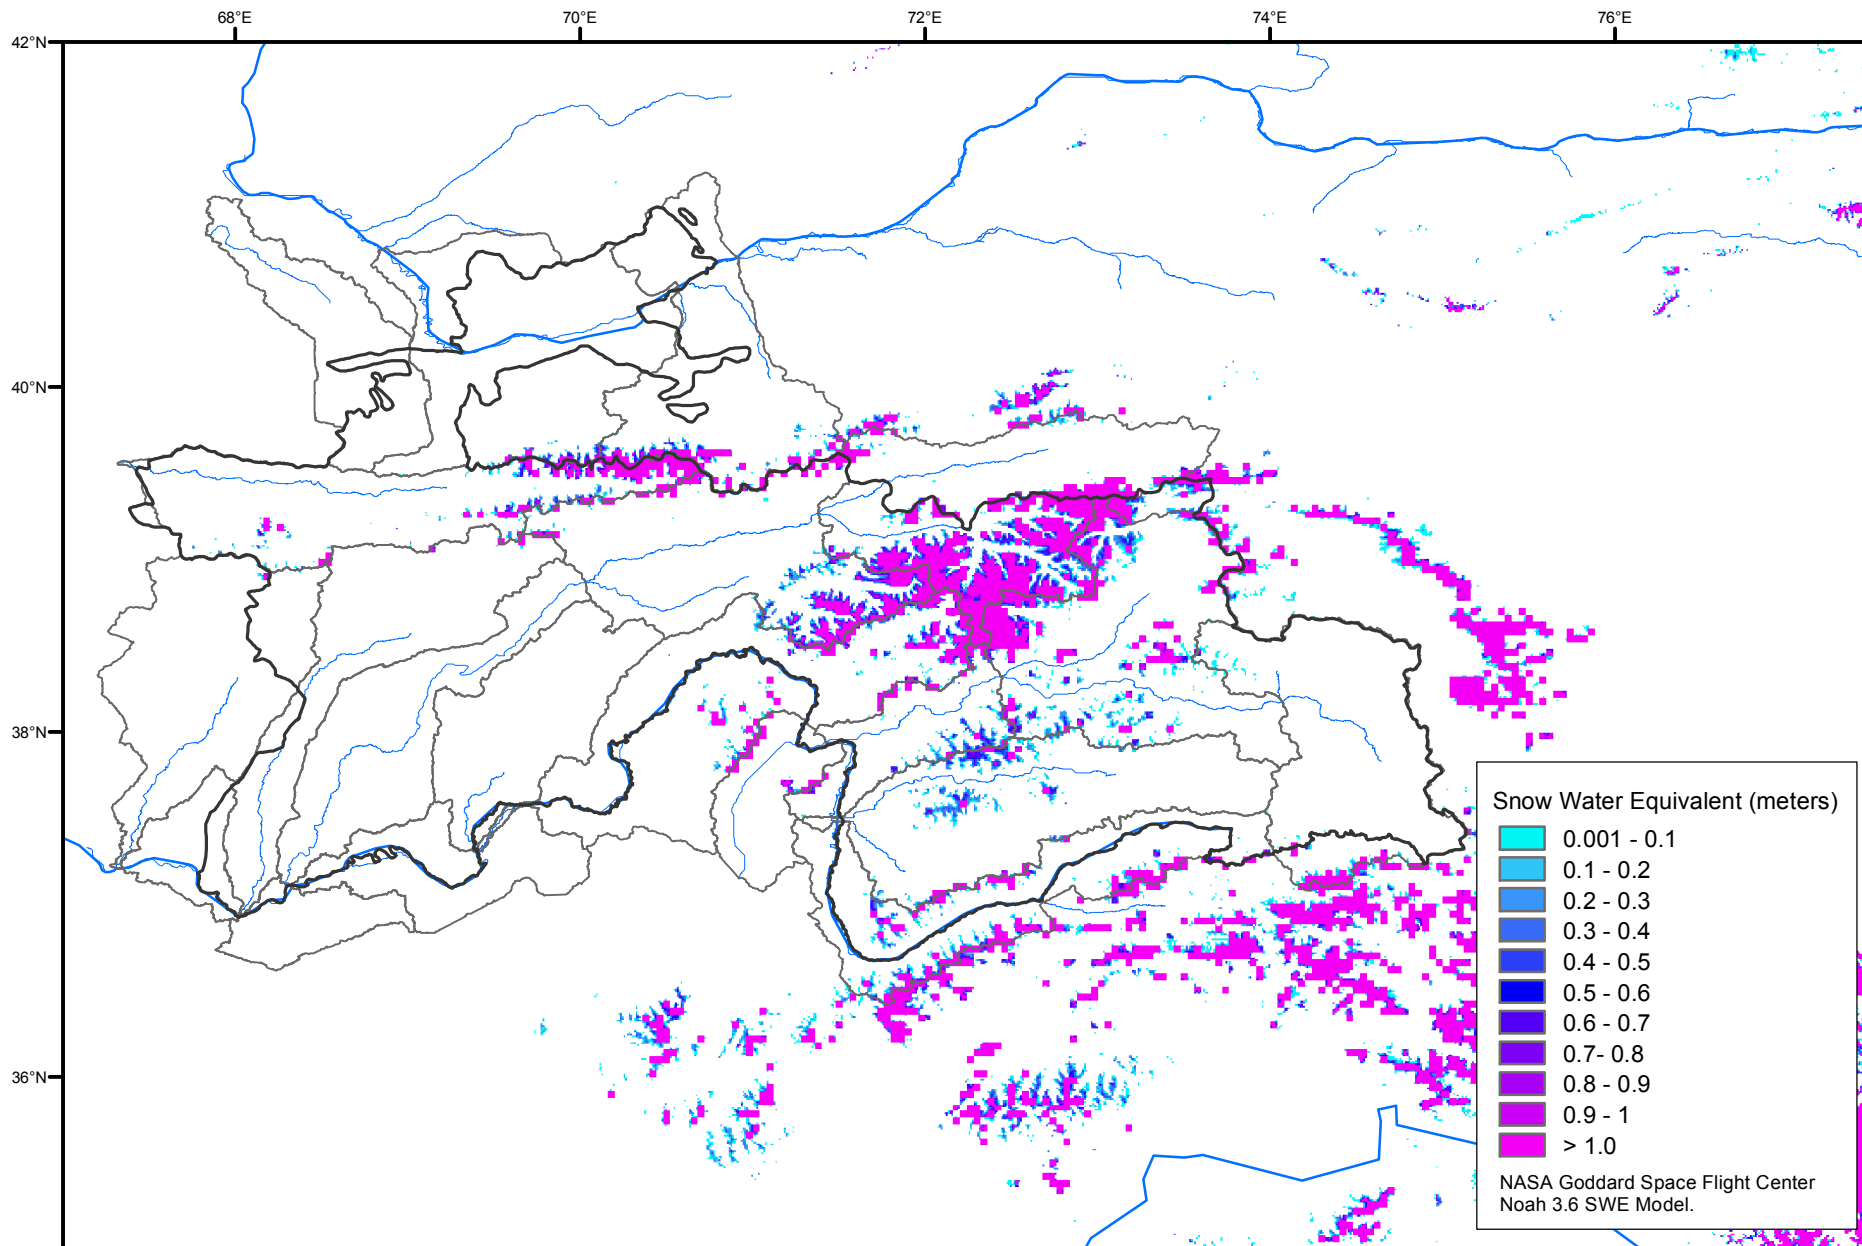 68°E
70°E
72°E
74°E
76°E
42°N
40°N
38°N
36°N
Snow Water Equivalent (meters)
0.001 - 0.1
0.1 - 0.2
0.2 - 0.3
0.3 - 0.4
0.4 - 0.5
0.5 - 0.6
0.6 - 0.7
0.7- 0.8
0.8 - 0.9
0.9 - 1
> 1.0
NASA Goddard Space Flight Center
Noah 3.6 SWE Model.